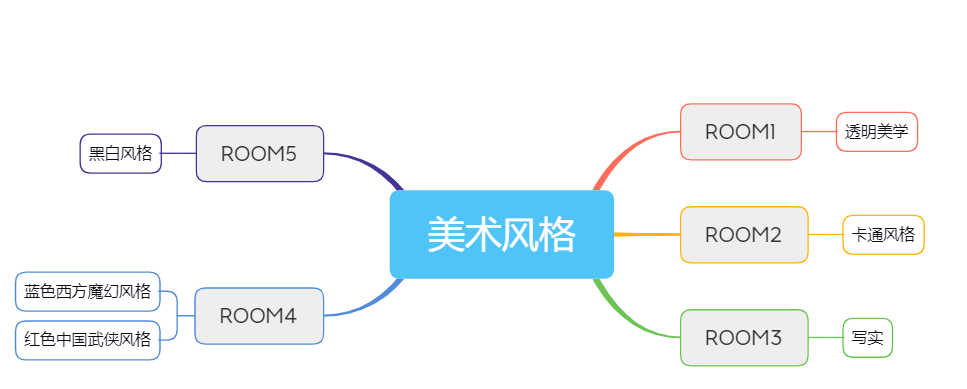 美术风格
ROOM1
透明美学
ROOM2
卡通风格
ROOM3
写实
ROOM4
蓝色西方魔幻风格
红色中国武侠风格
ROOM5
黑白风格